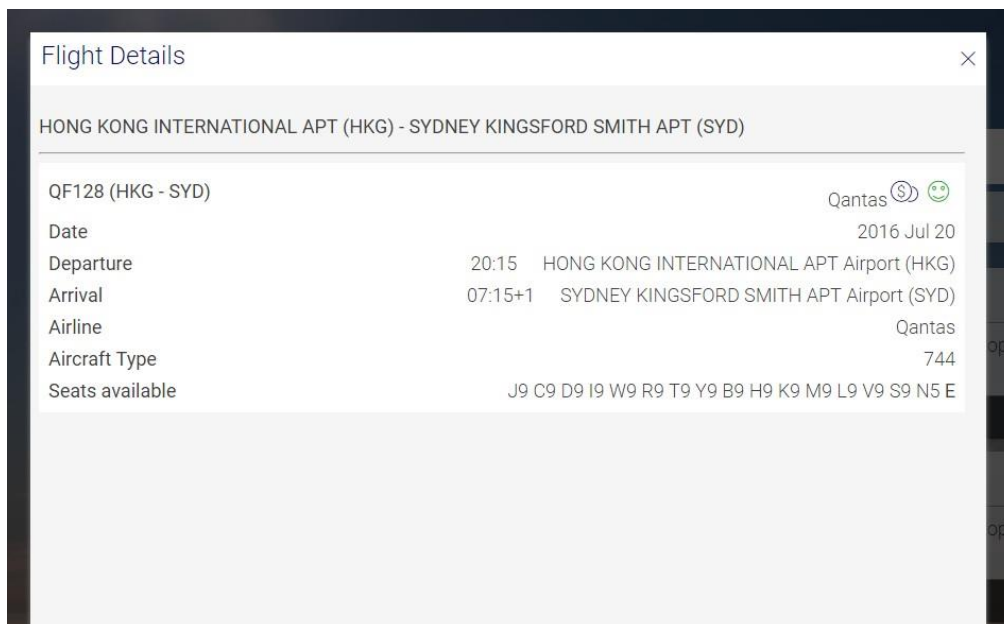 Flight Details
HONG KONG INTERNATIONAL APT (HKG) - SYDNEY KINGSFORD SMITH APT (SYD)
QF128 (HKG - SYD) Qantas
Date 2016 Jul 20
Departure 20:15 HONG KONG INTERNATIONAL APT Airport (HKG)
Arrival 07:15+1 SYDNEY KINGSFORD SMITH APT Airport (SYD)
Airline Qantas
Aircraft Type 744
Seats available J9 C9 D9 I9 W9 R9 T9 Y9 B9 H9 K9 M9 L9 V9 S9 N5 E
op
op